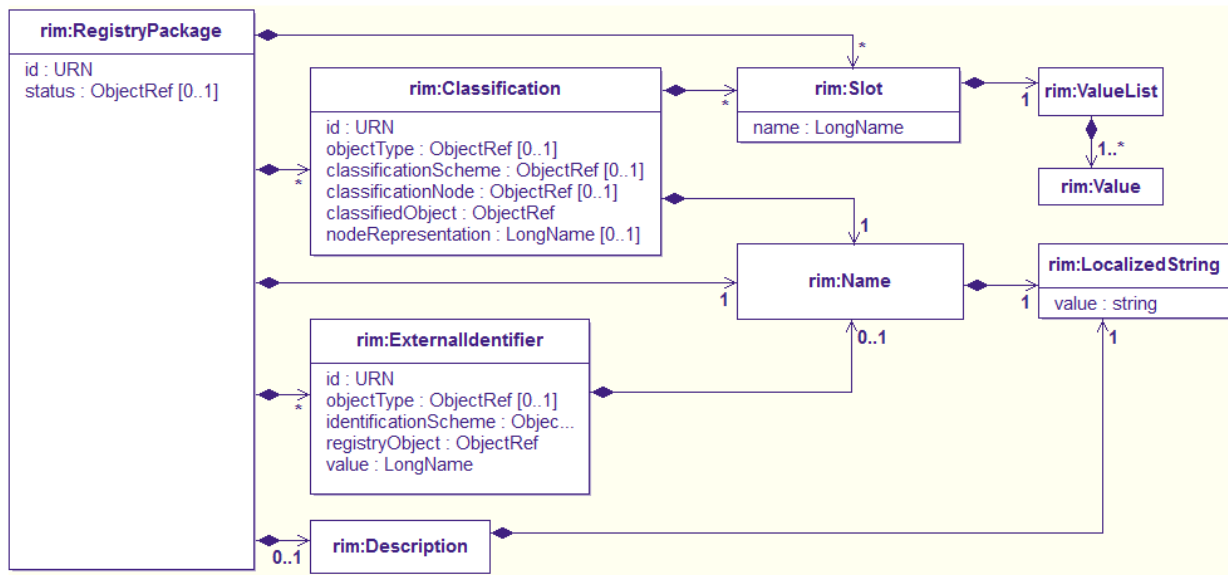 rim:RegistryPackage
id : URN
status : ObjectRef [0..1]
*
rim:Classification
id : URN
objectType : ObjectRef [0..1]
classificationScheme : ObjectRef [0..1]
classificationNode : ObjectRef [0..1]
classifiedObject : ObjectRef
nodeRepresentation : LongName [0..1]
*
*
rim:Slot
name : LongName
1
rim:ValueList
1..*
rim:Value
1
1
rim:Name
1
rim:LocalizedString
value : string
0..1
1
rim:ExternalIdentifier
id : URN
objectType : ObjectRef [0..1]
identificationScheme : Objec...
registryObject : ObjectRef
value : LongName
*
0..1
rim:Description